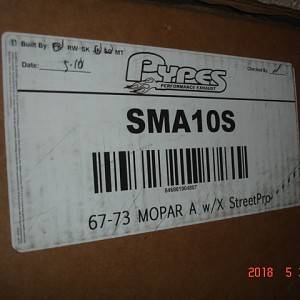 Built By: RW SK MT
Date: 5-10
Checked By:
PYPES
PERFORMANCE EXHAUST
SMA10S
67-73 MOPAR A w/X StreetPro
2018 5